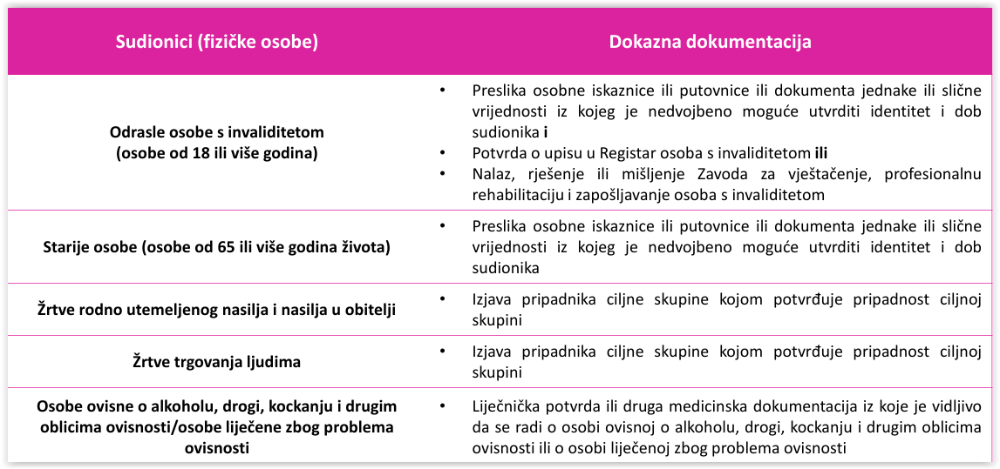 Sudionici (fizičke osobe)
Dokazna dokumentacija
Odrasle osobe s invaliditetom
(osobe od 18 ili više godina)
• Preslika osobne iskaznice ili putovnice ili dokumenta jednake ili slične
vrijednosti iz kojeg je nedvojbeno moguće utvrditi identitet i dob
sudionika i
• Potvrda o upisu u Registar osoba s invaliditetom ili
• Nalaz, rješenje ili mišljenje Zavoda za vještačenje, profesionalnu
rehabilitaciju i zapošljavanje osoba s invaliditetom
Starije osobe (osobe od 65 ili više godina života)
• Preslika osobne iskaznice ili putovnice ili dokumenta jednake ili slične
vrijednosti iz kojeg je nedvojbeno moguće utvrditi identitet i dob
sudionika
Žrtve rodno utemeljenog nasilja i nasilja u obitelji
• Izjava pripadnika ciljne skupine kojom potvrđuje pripadnost ciljnoj
skupini
Žrtve trgovanja ljudima
• Izjava pripadnika ciljne skupine kojom potvrđuje pripadnost ciljnoj
skupini
Osobe ovisne o alkoholu, drogi, kockanju i drugim
oblicima ovisnosti/osobe liječene zbog problema
ovisnosti
• Liječnička potvrda ili druga medicinska dokumentacija iz koje je vidljivo
da se radi o osobi ovisnoj o alkoholu, drogi, kockanju i drugim oblicima
ovisnosti ili o osobi liječenoj zbog problema ovisnosti